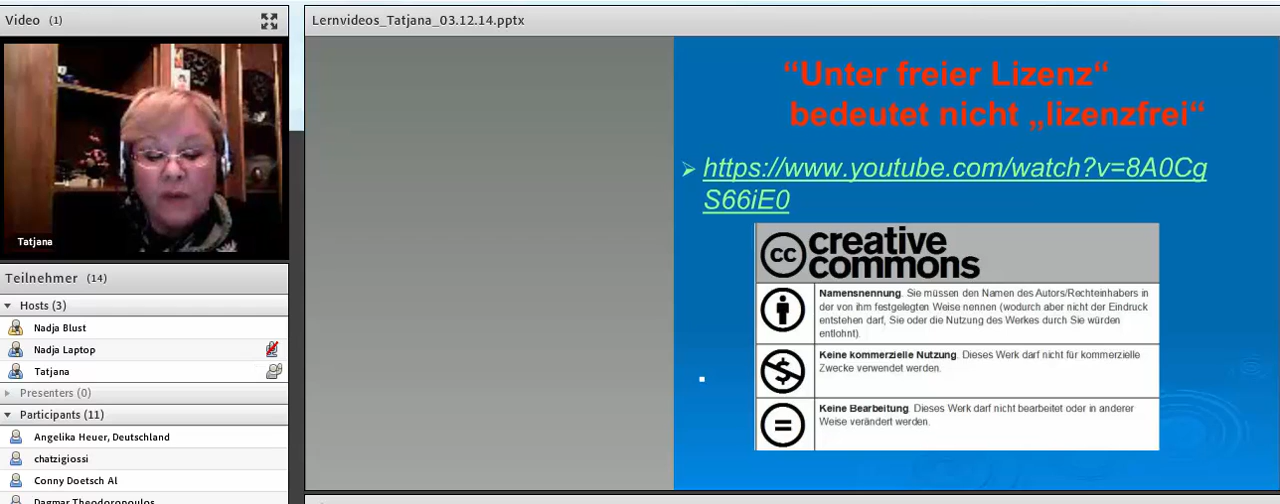 Video (1)
Tatjana
Teilnehmer (14)
Hosts (3)
Nadja Blust
Nadja Laptop
Tatjana
Presenters (0)
Participants (11)
Angelika Heuer, Deutschland
chatzigiossi
Conny Doetsch Al
Dagmar Theodoropoulos
Lernvideos_Tatjana_03.12.14.pptx
“Unter freier Lizenz“
bedeutet nicht „lizenzfrei“
https://www.youtube.com/watch?v=8A0Cg
S66iE0
cc creative
commons
Namensnennung. Sie müssen den Namen des Autors/Rechteinhabers in
der von ihm festgelegten Weise nennen (wodurch aber nicht der Eindruck
entstehen darf, Sie oder die Nutzung des Werkes durch Sie würden
entlohnt).
Keine kommerzielle Nutzung. Dieses Werk darf nicht für kommerzielle
Zwecke verwendet werden.
Keine Bearbeitung. Dieses Werk darf nicht bearbeitet oder in anderer
Weise verändert werden.